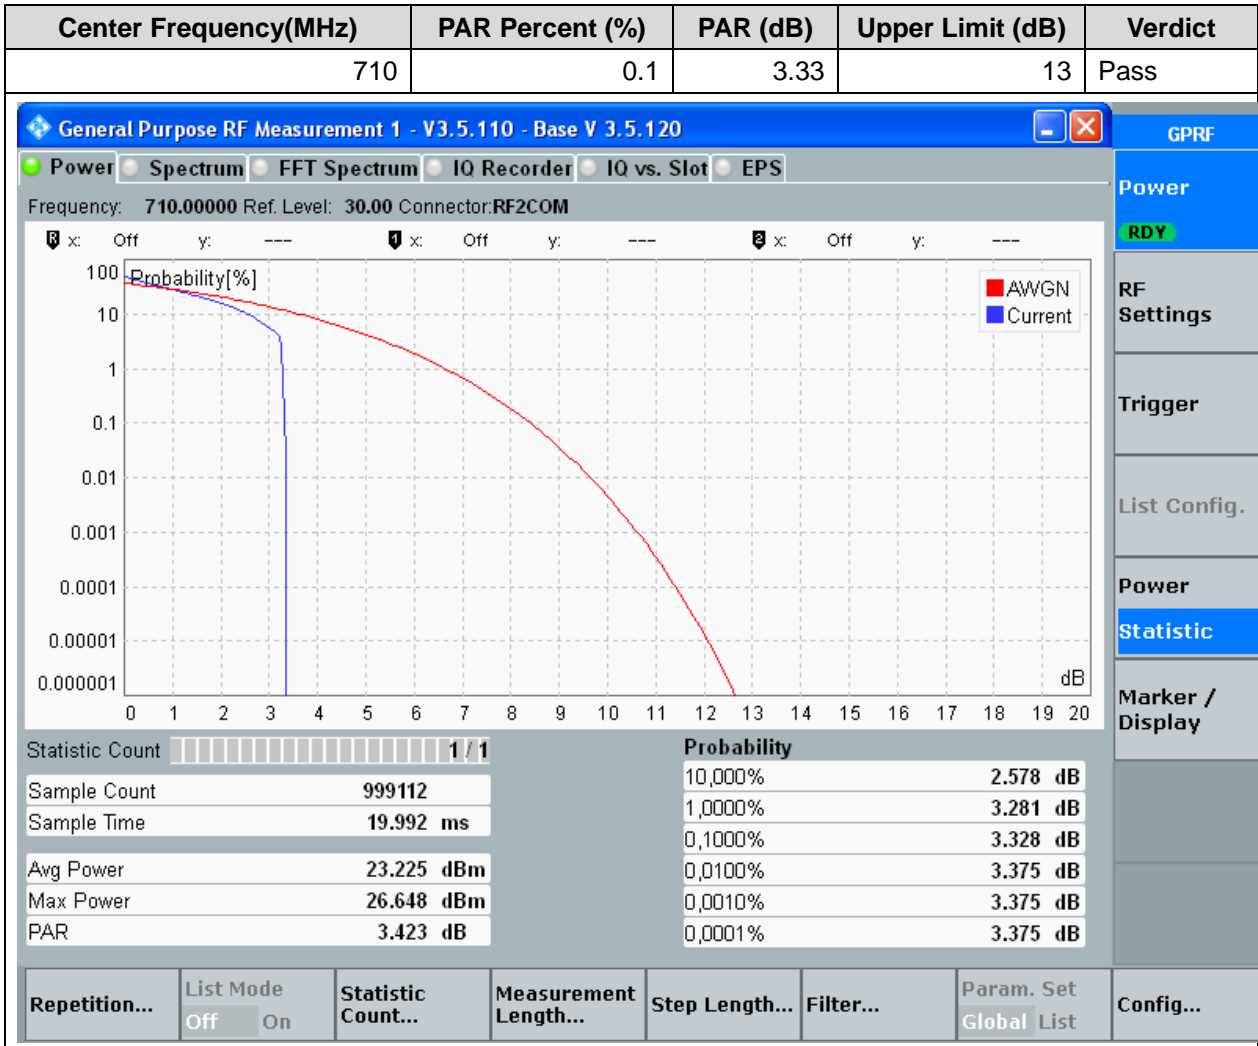 Center Frequency(MHz) PAR Percent (%) PAR (dB) Upper Limit (dB) Verdict
710 0.1 3.33 13 Pass
General Purpose RF Measurement 1 - V3.5.110 - Base V 3.5.120
GPRF
Power Spectrum FFT Spectrum IQ Recorder IQ vs. Slot EPS
Power
RDY
Frequency: 710.00000 Ref. Level: 30.00 Connector:RF2COM
R x: Off y: --- 1 x: Off y: --- 2 x: Off y: ---
Probability[%]
AWGN
Current
100
10
1
0.1
0.01
0.001
0.0001
0.00001
0.000001
dB
0 1 2 3 4 5 6 7 8 9 10 11 12 13 14 15 16 17 18 19 20
RF
Settings
Trigger
List Config.
Power
Statistic
Marker /
Display
Statistic Count 1 / 1
Sample Count 999112
Sample Time 19.992 ms
Avg Power 23.225 dBm
Max Power 26.648 dBm
PAR 3.423 dB
Probability
10,000% 2.578 dB
1,0000% 3.281 dB
0,1000% 3.328 dB
0,0100% 3.375 dB
0,0010% 3.375 dB
0,0001% 3.375 dB
Repetition...
List Mode
Off On
Statistic
Count...
Measurement
Length...
Step Length...
Filter...
Param. Set
Global List
Config...